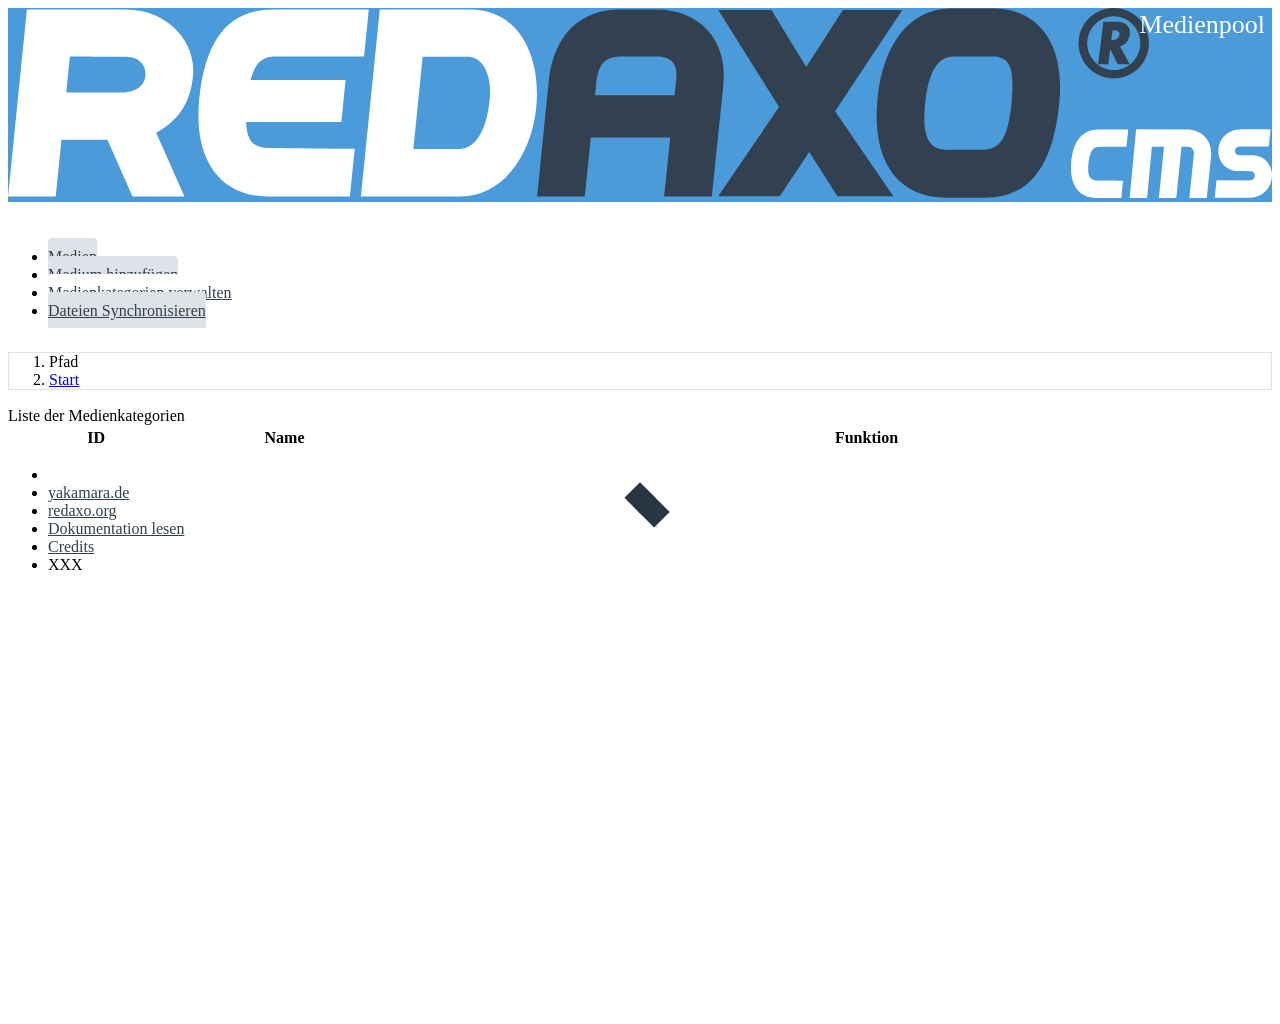 REDAXO®
Medienpool
cms
Medien
Medium hinzufügen
Medienkategorien verwalten
Dateien Synchronisieren
1. Pfad
2. Start
Liste der Medienkategorien
ID Name Funktion
yakamara.de
redaxo.org
Dokumentation lesen
Credits
XXX